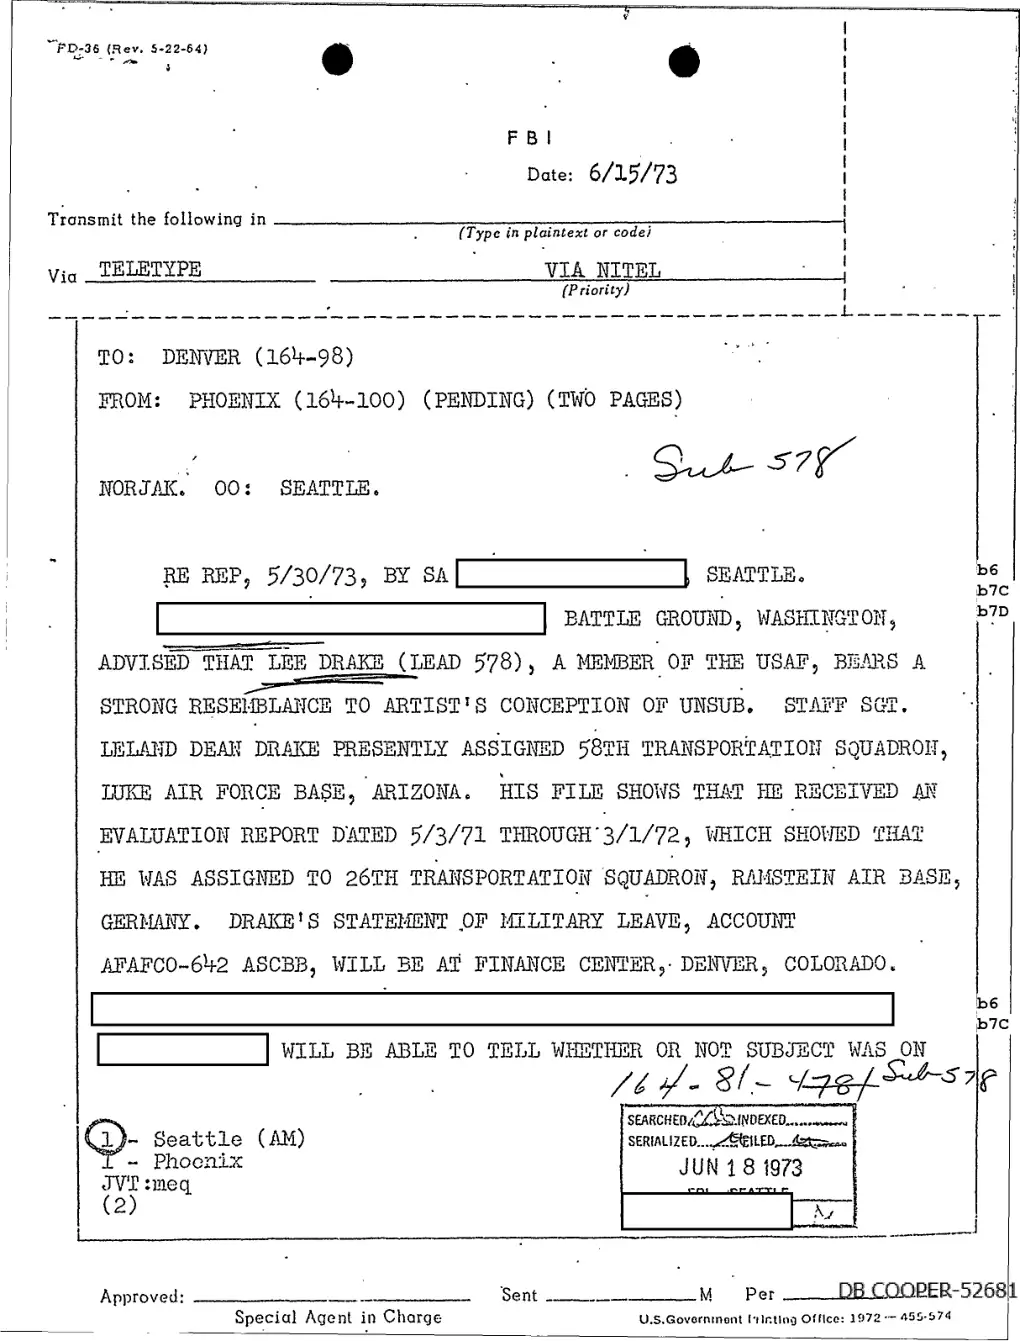 FD-36 (Rev. 5-22-64)
FBI
Date: 6/15/73
Transmit the following in
(Type in plaintext or code)
Via TELETYPE VIA NITEL
(Priority)
TO: DENVER (164-98)
FROM: PHOENIX (164-100) (PENDING) (TWO PAGES)
Sub 578
NORJAK. OO: SEATTLE.
RE REP, 5/30/73, BY SA , SEATTLE.
b6
b7C
b7D
BATTLE GROUND, WASHINGTON,
ADVISED THAT LEE DRAKE (LEAD 578), A MEMBER OF THE USAF, BEARS A
STRONG RESEMBLANCE TO ARTIST'S CONCEPTION OF UNSUB. STAFF SGT.
LELAND DEAN DRAKE PRESENTLY ASSIGNED 58TH TRANSPORTATION SQUADRON,
LUKE AIR FORCE BASE, ARIZONA. HIS FILE SHOWS THAT HE RECEIVED AN
EVALUATION REPORT DATED 5/3/71 THROUGH 3/1/72, WHICH SHOWED THAT
HE WAS ASSIGNED TO 26TH TRANSPORTATION SQUADRON, RAMSTEIN AIR BASE,
GERMANY. DRAKE'S STATEMENT OF MILITARY LEAVE, ACCOUNT
AFAFCO-642 ASCBB, WILL BE AT FINANCE CENTER, DENVER, COLORADO.
b6
b7C
WILL BE ABLE TO TELL WHETHER OR NOT SUBJECT WAS ON
164-81-4781 Sub-578
SEARCHED INDEXED
SERIALIZED FILED
JUN 18 1973
FBI - SEATTLE
1 - Seattle (AM)
1 - Phoenix
JVT:meq
(2)
Approved: Sent M Per
DB COOPER-52681
Special Agent in Charge
U.S. Government Printing Office: 1972 — 455-574